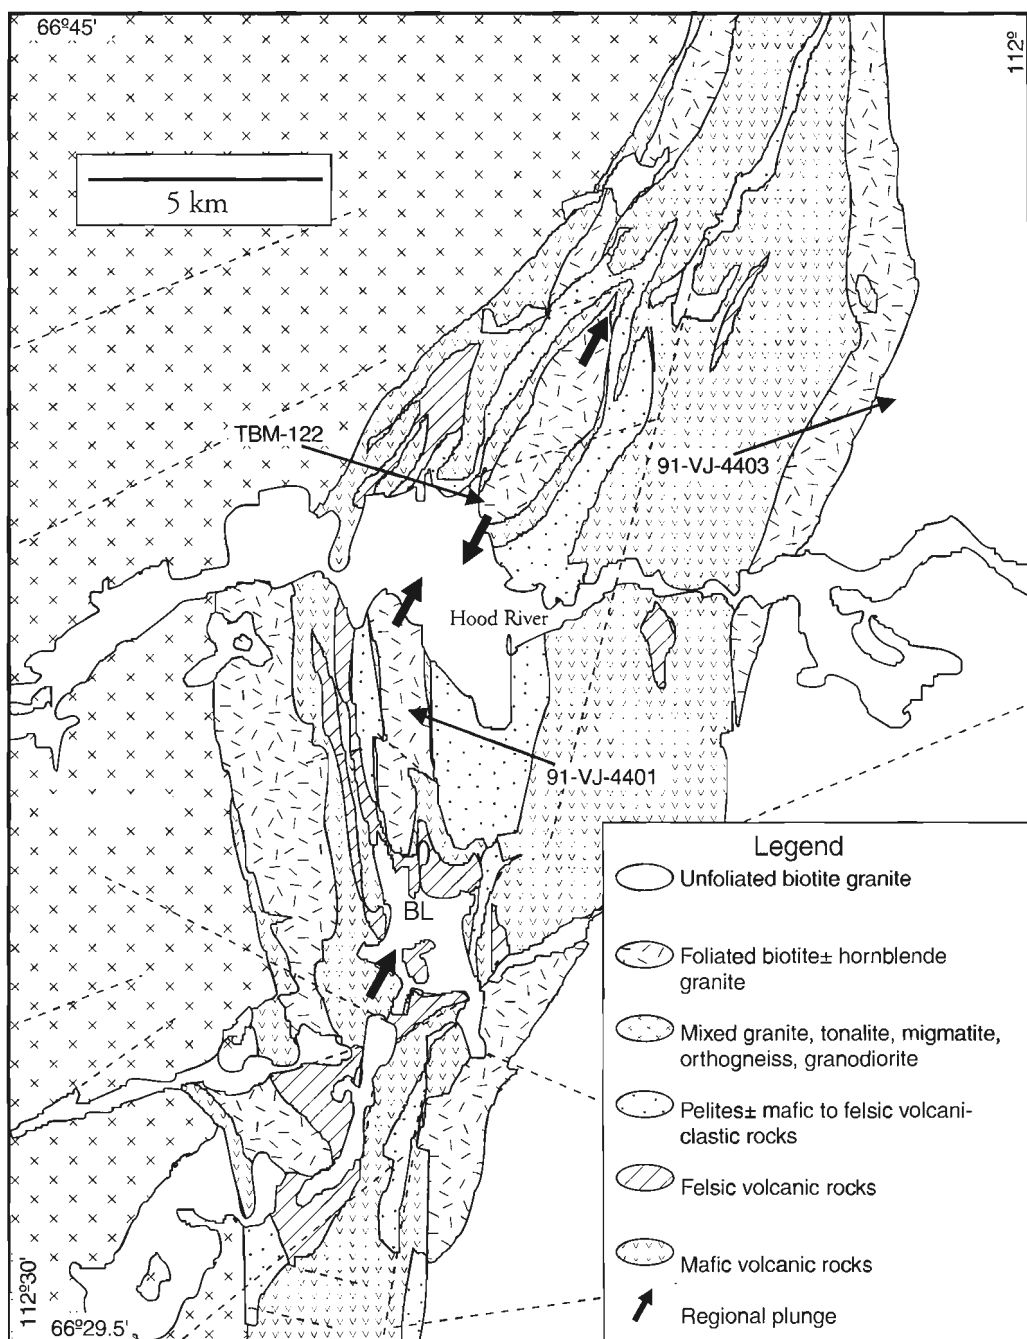 66º45'
112º
5 km
TBM-122
91-VJ-4403
Hood River
91-VJ-4401
BL
Legend
Unfoliated biotite granite
Foliated biotite± hornblende
granite
Mixed granite, tonalite, migmatite,
orthogneiss, granodiorite
Pelites± mafic to felsic volcani-
clastic rocks
Felsic volcanic rocks
Mafic volcanic rocks
Regional plunge
112º30'
66º29.5'